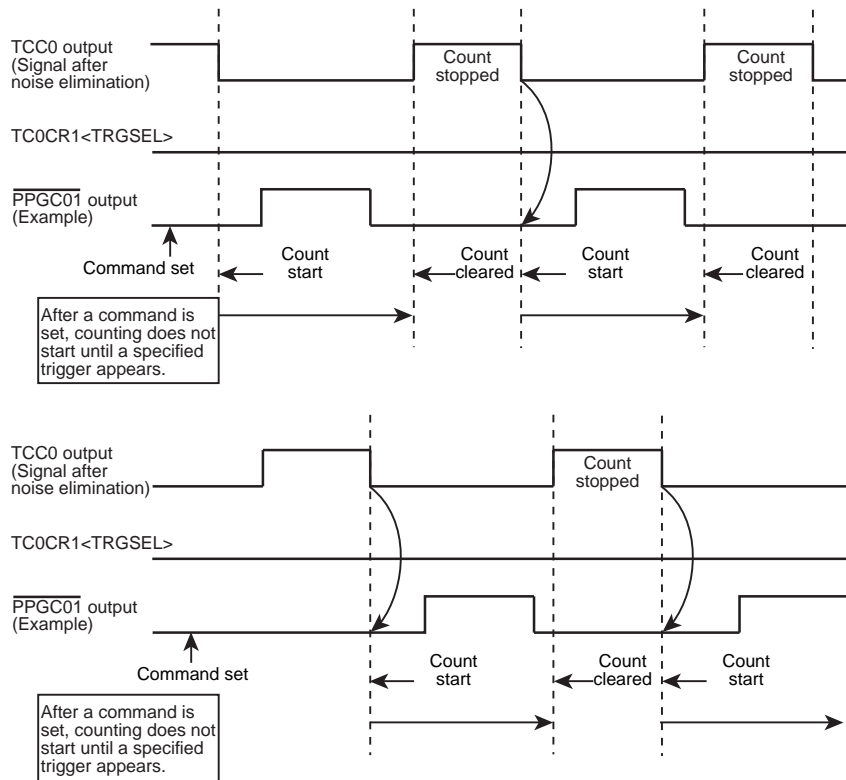 TCC0 output
(Signal after
noise elimination)
Count
stopped
Count
stopped
TC0CR1<TRGSEL>
PPGC01 output
(Example)
Command set
Count
start
Count
cleared
Count
start
Count
cleared
After a command is
set, counting does not
start until a specified
trigger appears.
TCC0 output
(Signal after
noise elimination)
Count
stopped
TC0CR1<TRGSEL>
PPGC01 output
(Example)
Command set
Count
start
Count
cleared
Count
start
After a command is
set, counting does not
start until a specified
trigger appears.